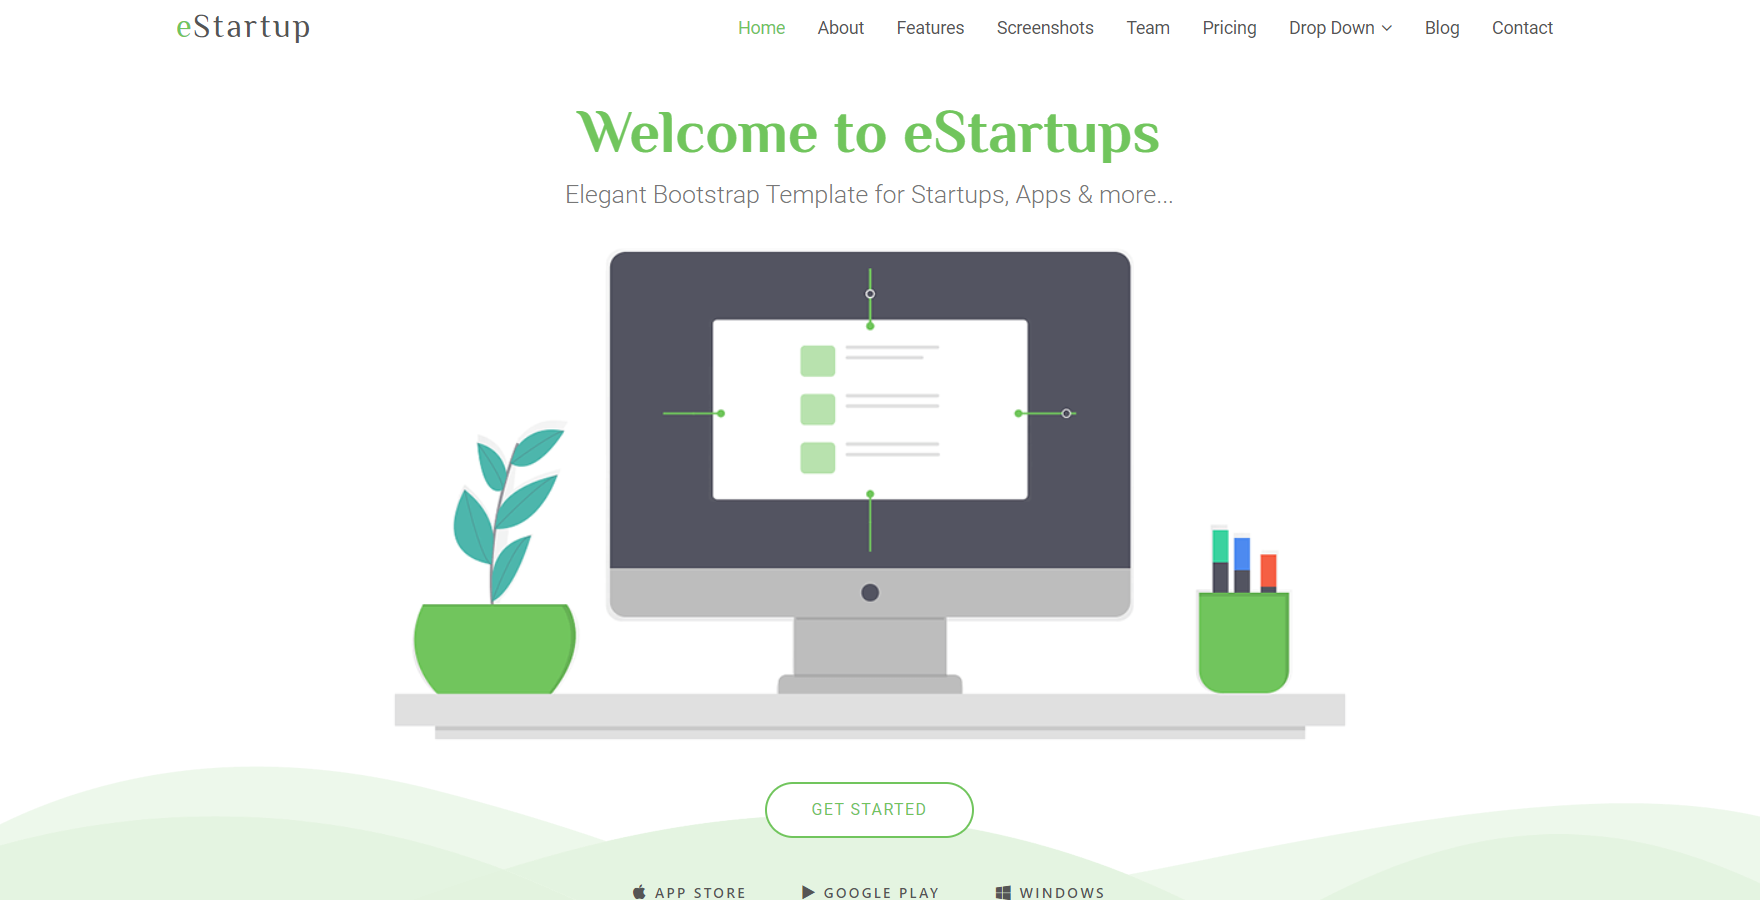 eStartup
Home About Features Screenshots Team Pricing Drop Down Blog Contact
Welcome to eStartups
Elegant Bootstrap Template for Startups, Apps & more...
GET STARTED
APP STORE GOOGLE PLAY WINDOWS